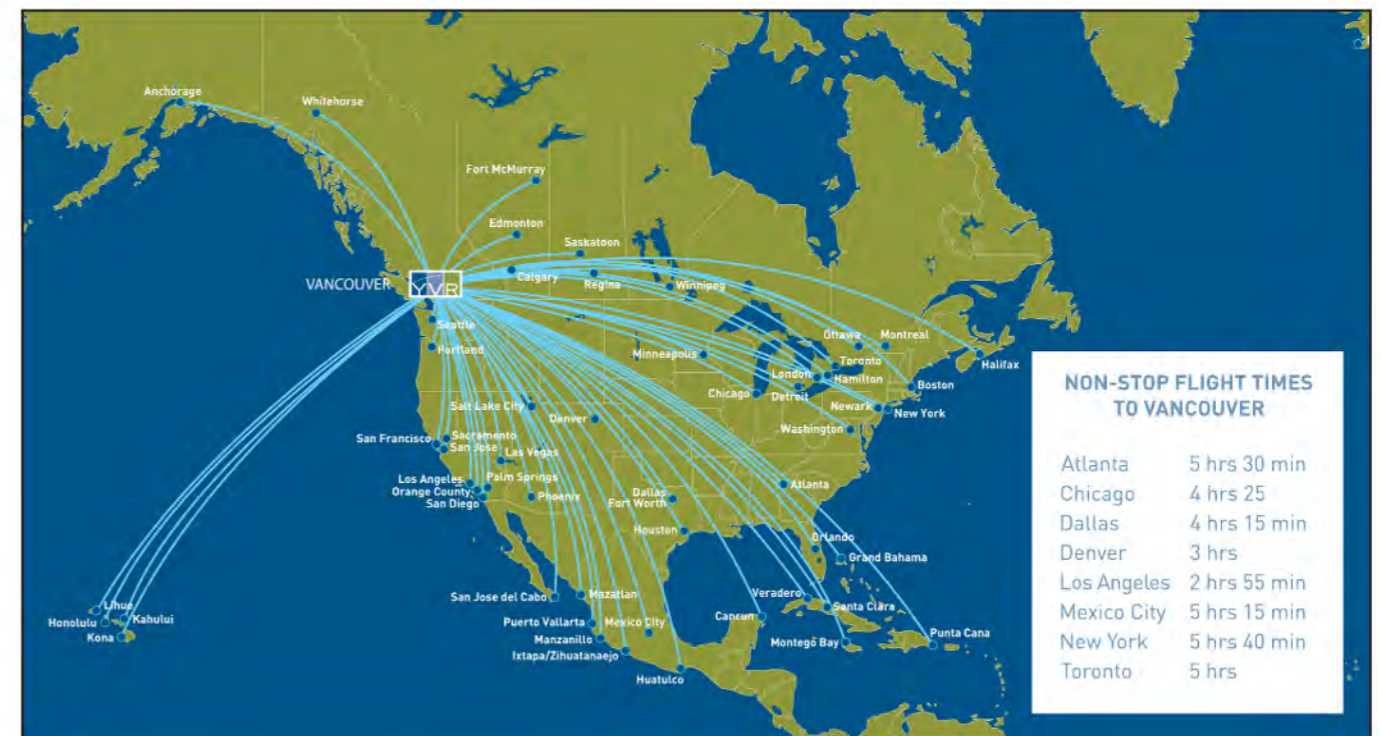 Anchorage
Whitehorse
Fort McMurray
Edmonton
Saskatoon
VANCOUVER YVR
Calgary
Regina
Winnipeg
Seattle
Portland
Ottawa
Montreal
Minneapolis
Toronto
Halifax
London
Hamilton
Chicago
Detroit
Boston
Salt Lake City
Denver
Newark
New York
Washington
San Francisco
Sacramento
San Jose
Las Vegas
Los Angeles
Palm Springs
Orange County
San Diego
Phoenix
Dallas
Fort Worth
Atlanta
Houston
Orlando
Grand Bahama
San Jose del Cabo
Mazatlan
Veradero
Santa Clara
Lihue
Honolulu
Kahului
Kona
Puerto Vallarta
Mexico City
Cancun
Manzanillo
Montego Bay
Punta Cana
Ixtapa/Zihuatanaejo
Huatulco
NON-STOP FLIGHT TIMES
TO VANCOUVER
Atlanta 5 hrs 30 min
Chicago 4 hrs 25
Dallas 4 hrs 15 min
Denver 3 hrs
Los Angeles 2 hrs 55 min
Mexico City 5 hrs 15 min
New York 5 hrs 40 min
Toronto 5 hrs